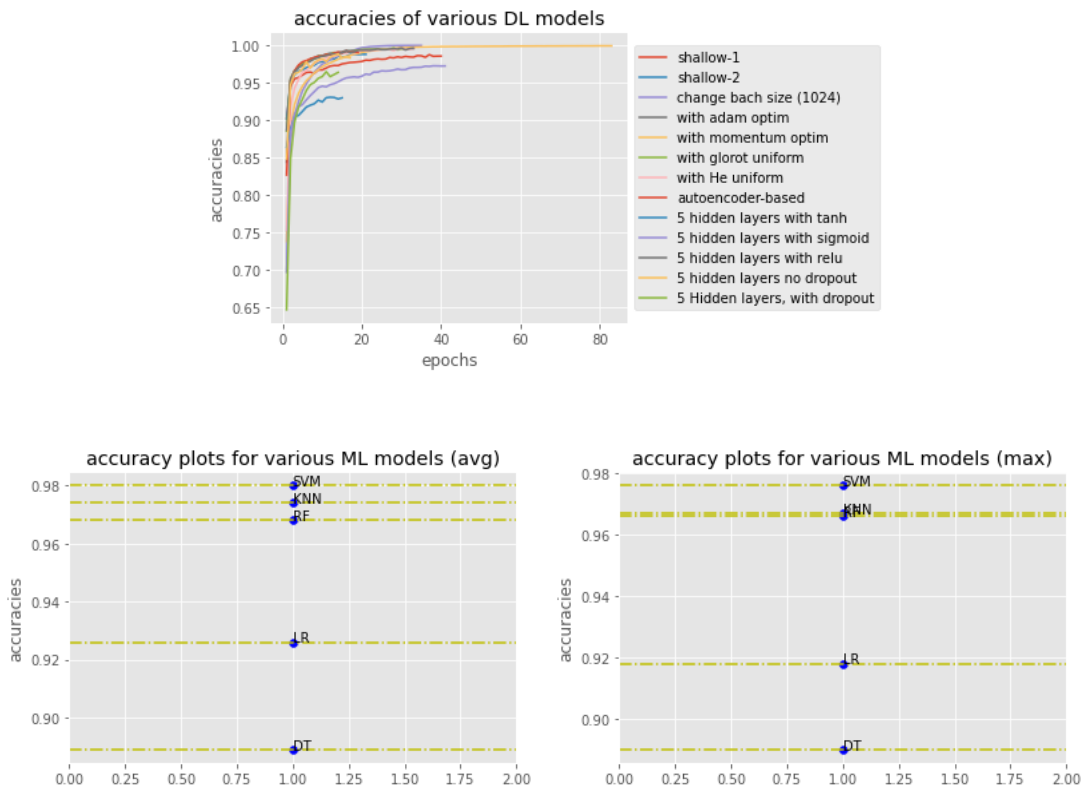 accuracies of various DL models
accuracies
1.00
0.95
0.90
0.85
0.80
0.75
0.70
0.65
0 20 40 60 80
epochs
shallow-1
shallow-2
change bach size (1024)
with adam optim
with momentum optim
with glorot uniform
with He uniform
autoencoder-based
5 hidden layers with tanh
5 hidden layers with sigmoid
5 hidden layers with relu
5 hidden layers no dropout
5 Hidden layers, with dropout
accuracy plots for various ML models (avg)
accuracies
0.98
0.96
0.94
0.92
0.90
SVM
KNN
RF
LR
DT
0.00 0.25 0.50 0.75 1.00 1.25 1.50 1.75 2.00
accuracy plots for various ML models (max)
accuracies
0.98
0.96
0.94
0.92
0.90
SVM
KNN
RF
LR
DT
0.00 0.25 0.50 0.75 1.00 1.25 1.50 1.75 2.00